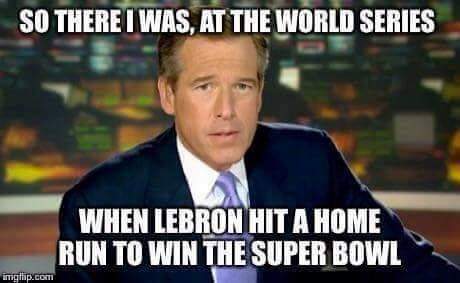 SO THERE I WAS, AT THE WORLD SERIES
WHEN LEBRON HIT A HOME
RUN TO WIN THE SUPER BOWL
imgflip.com